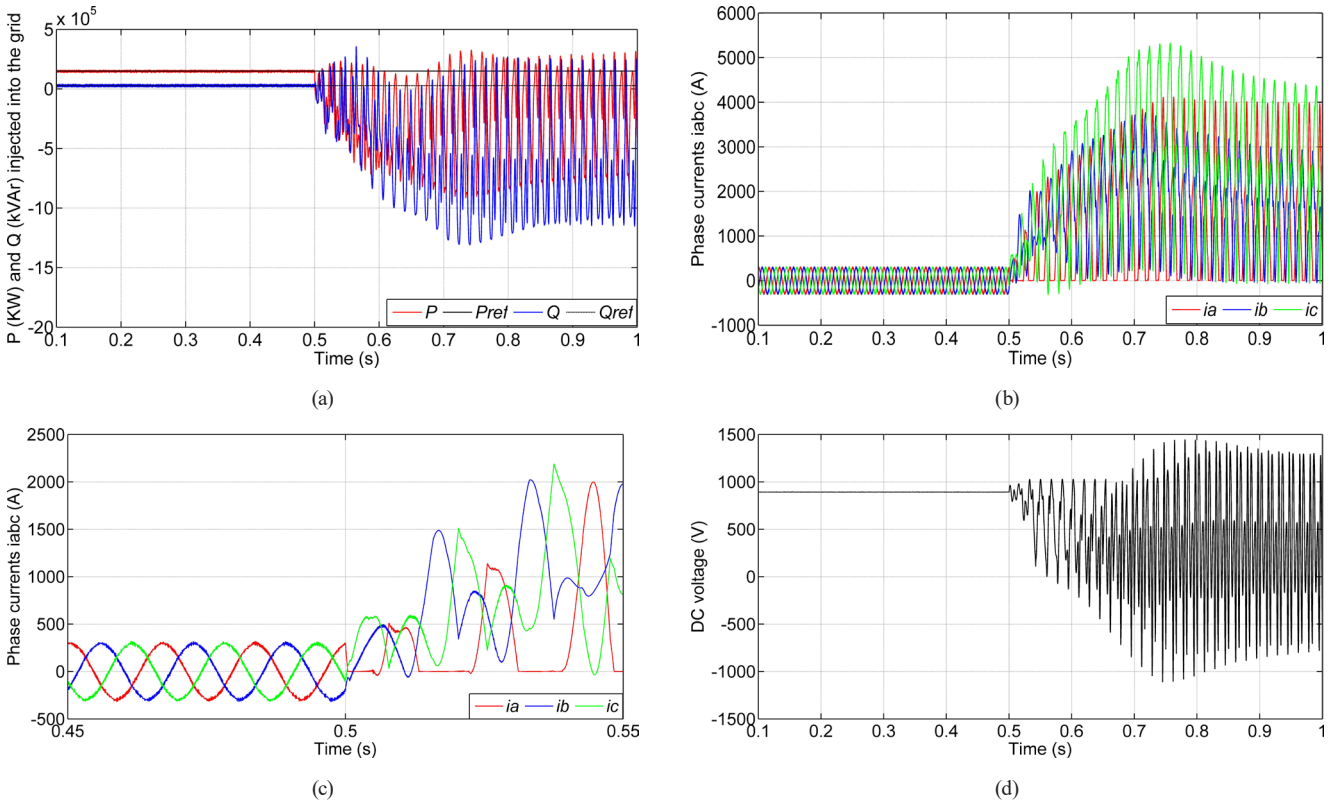 x 10⁵
P (KW) and Q (kVAr) injected into the grid
5
0
-5
-10
-15
-20
0.1 0.2 0.3 0.4 0.5 0.6 0.7 0.8 0.9 1
P Pref Q Qref
Time (s)
(a)
Phase currents iabc (A)
6000
5000
4000
3000
2000
1000
0
-1000
0.1 0.2 0.3 0.4 0.5 0.6 0.7 0.8 0.9 1
ia ib ic
Time (s)
(b)
Phase currents iabc (A)
2500
2000
1500
1000
500
0
-500
0.45 0.5 0.55
ia ib ic
Time (s)
(c)
DC voltage (V)
1500
1000
500
0
-500
-1000
-1500
0.1 0.2 0.3 0.4 0.5 0.6 0.7 0.8 0.9 1
Time (s)
(d)